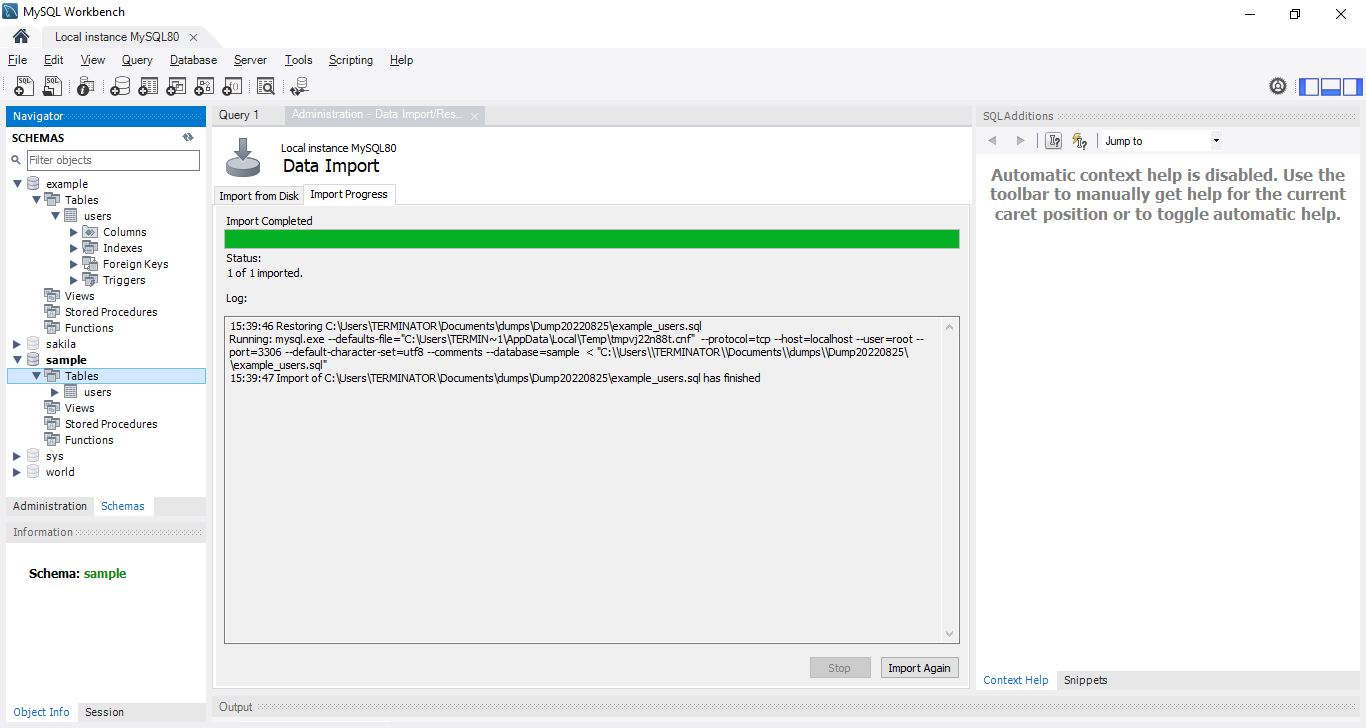 MySQL Workbench
Local instance MySQL80
File Edit View Query Database Server Tools Scripting Help
Navigator
SCHEMAS
Filter objects
example
Tables
users
Columns
Indexes
Foreign Keys
Triggers
Views
Stored Procedures
Functions
sakila
sample
Tables
users
Views
Stored Procedures
Functions
sys
world
Administration Schemas
Information
Schema: sample
Object Info Session
Query 1 Administration - Data Import/Res...
Local instance MySQL80
Data Import
Import from Disk Import Progress
Import Completed
Status:
1 of 1 imported.
Log:
15:39:46 Restoring C:\Users\TERMINATOR\Documents\dumps\Dump20220825\example_users.sql
Running: mysql.exe --defaults-file="C:\Users\TERMIN~1\AppData\Local\Temp\tmpvj22n88t.cnf" --protocol=tcp --host=localhost --user=root --
port=3306 --default-character-set=utf8 --comments --database=sample < "C:\\Users\\TERMINATOR\\Documents\\dumps\\Dump20220825\
\example_users.sql"
15:39:47 Import of C:\Users\TERMINATOR\Documents\dumps\Dump20220825\example_users.sql has finished
Stop Import Again
Output
SQLAdditions
Jump to
Automatic context help is disabled. Use the
toolbar to manually get help for the current
caret position or to toggle automatic help.
Context Help Snippets